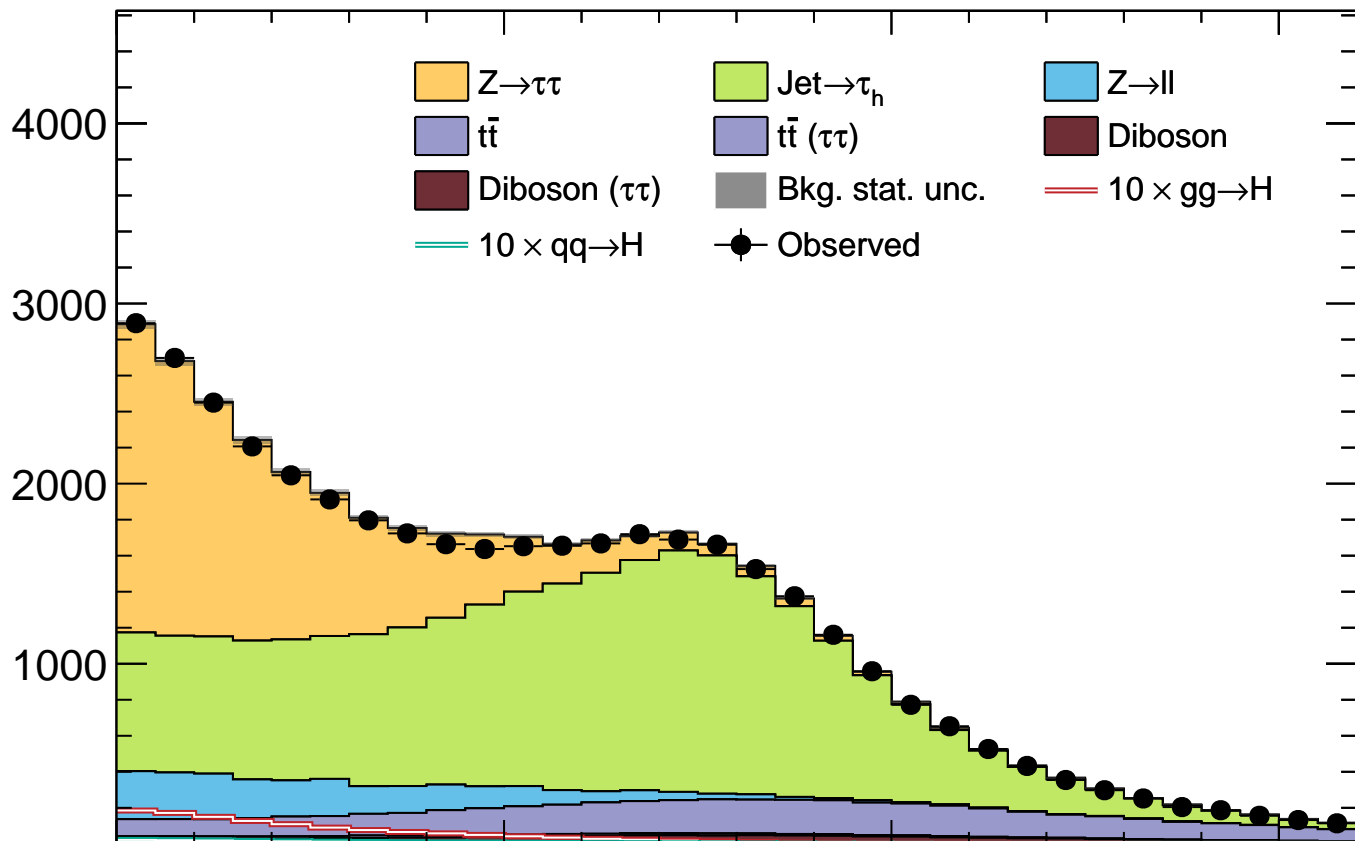 Z→ττ Jet→τ_h Z→ll
tt̄ tt̄ (ττ) Diboson
Diboson (ττ) Bkg. stat. unc. 10 × gg→H
10 × qq→H Observed
4000
3000
2000
1000